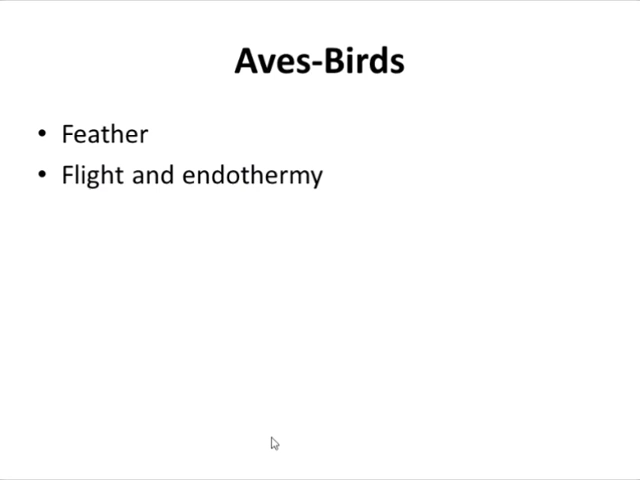 Aves-Birds
• Feather
• Flight and endothermy